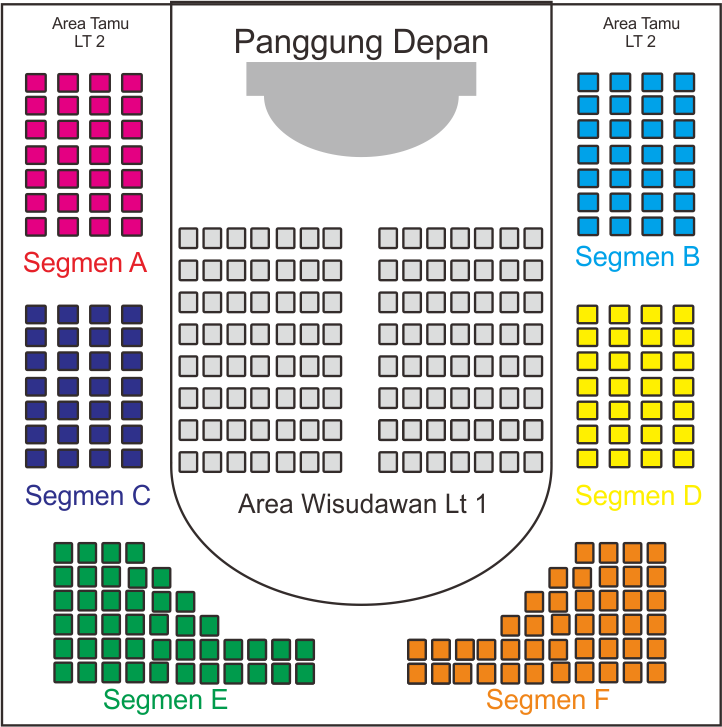 Area Tamu
LT 2
Panggung Depan
Area Tamu
LT 2
Segmen A
Segmen B
Segmen C
Area Wisudawan Lt 1
Segmen D
Segmen E
Segmen F